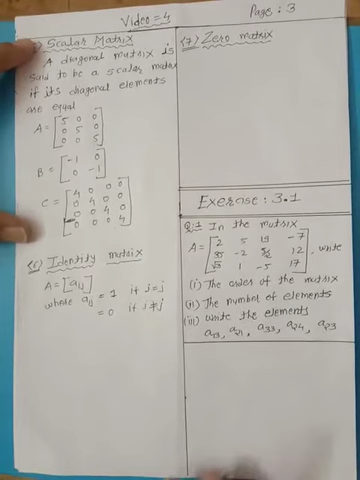 Video = 4
Page : 3
(5) Scalar Matrix
A diagonal matrix is
said to be a scalar matrix
if its diagonal elements
are equal
A = [5 0 0
0 5 0
0 0 5]
B = [-1 0
0 -1]
C = [4 0 0 0
0 4 0 0
0 0 4 0
0 0 0 4]
Identity matrix
A = [aij]
where aij = 1 if i=j
= 0 if i≠j
(7) Zero matrix
Exercise : 3.1
Q:1 In the matrix
A = [2 5 19 -7
35 -2 5/2 12
√3 1 -5 17], write
(i) The order of the matrix
(ii) The number of elements
(iii) Write the elements
a13, a21, a33, a24, a23